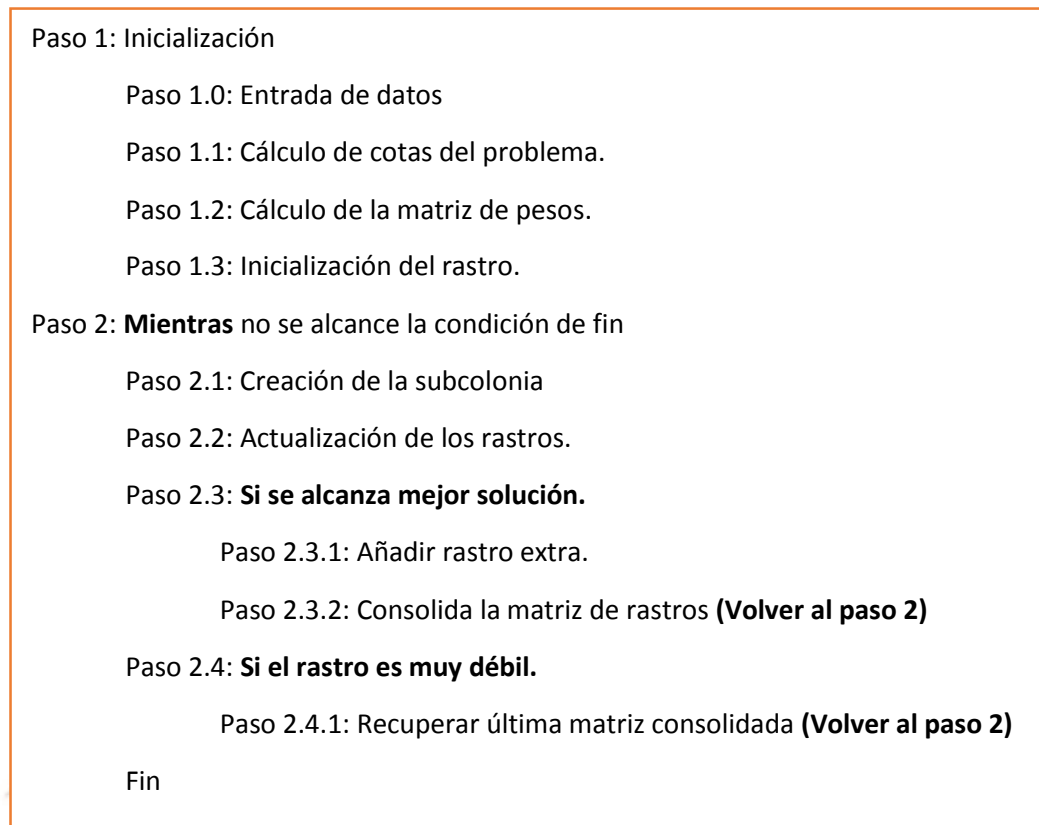 Paso 1: Inicialización
Paso 1.0: Entrada de datos
Paso 1.1: Cálculo de cotas del problema.
Paso 1.2: Cálculo de la matriz de pesos.
Paso 1.3: Inicialización del rastro.
Paso 2: Mientras no se alcance la condición de fin
Paso 2.1: Creación de la subcolonia
Paso 2.2: Actualización de los rastros.
Paso 2.3: Si se alcanza mejor solución.
Paso 2.3.1: Añadir rastro extra.
Paso 2.3.2: Consolida la matriz de rastros (Volver al paso 2)
Paso 2.4: Si el rastro es muy débil.
Paso 2.4.1: Recuperar última matriz consolidada (Volver al paso 2)
Fin